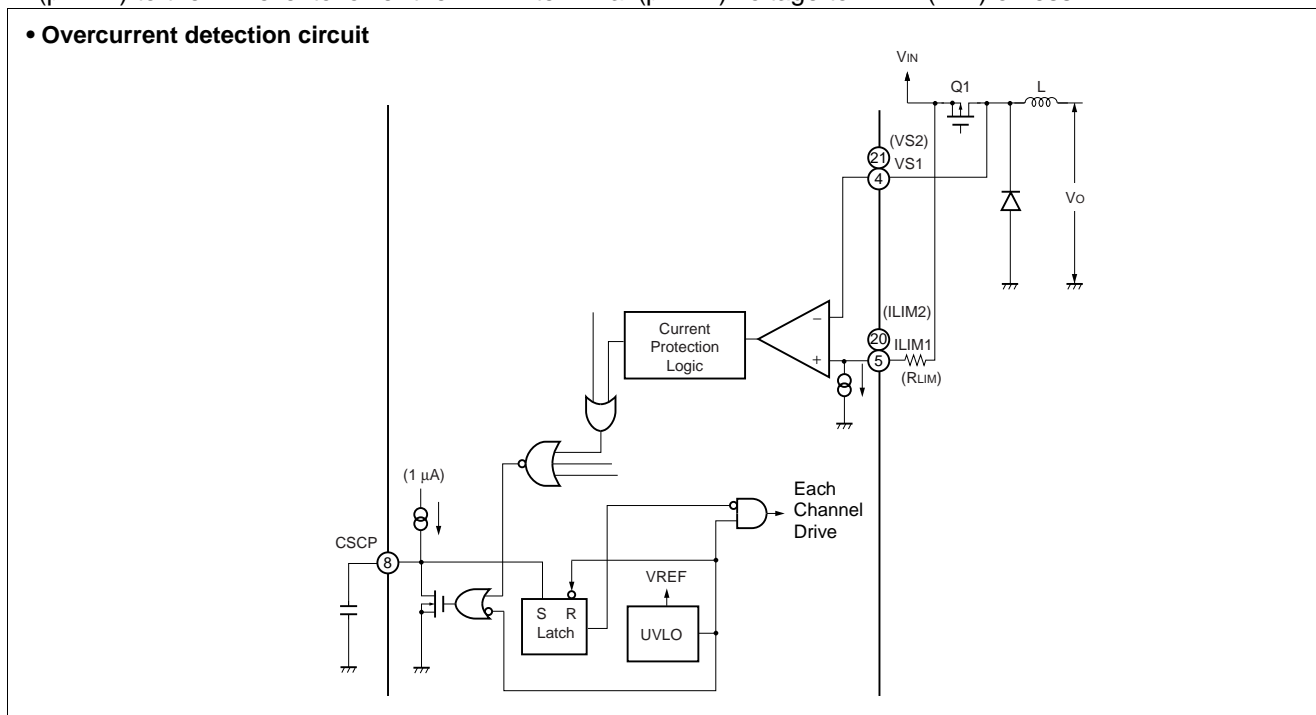 • Overcurrent detection circuit
VIN
Q1
L
(VS2)
21
VS1
4
VO
(ILIM2)
20
ILIM1
5
(RLIM)
−
+
Current
Protection
Logic
(1 μA)
CSCP
8
Each
Channel
Drive
VREF
S R
Latch
UVLO